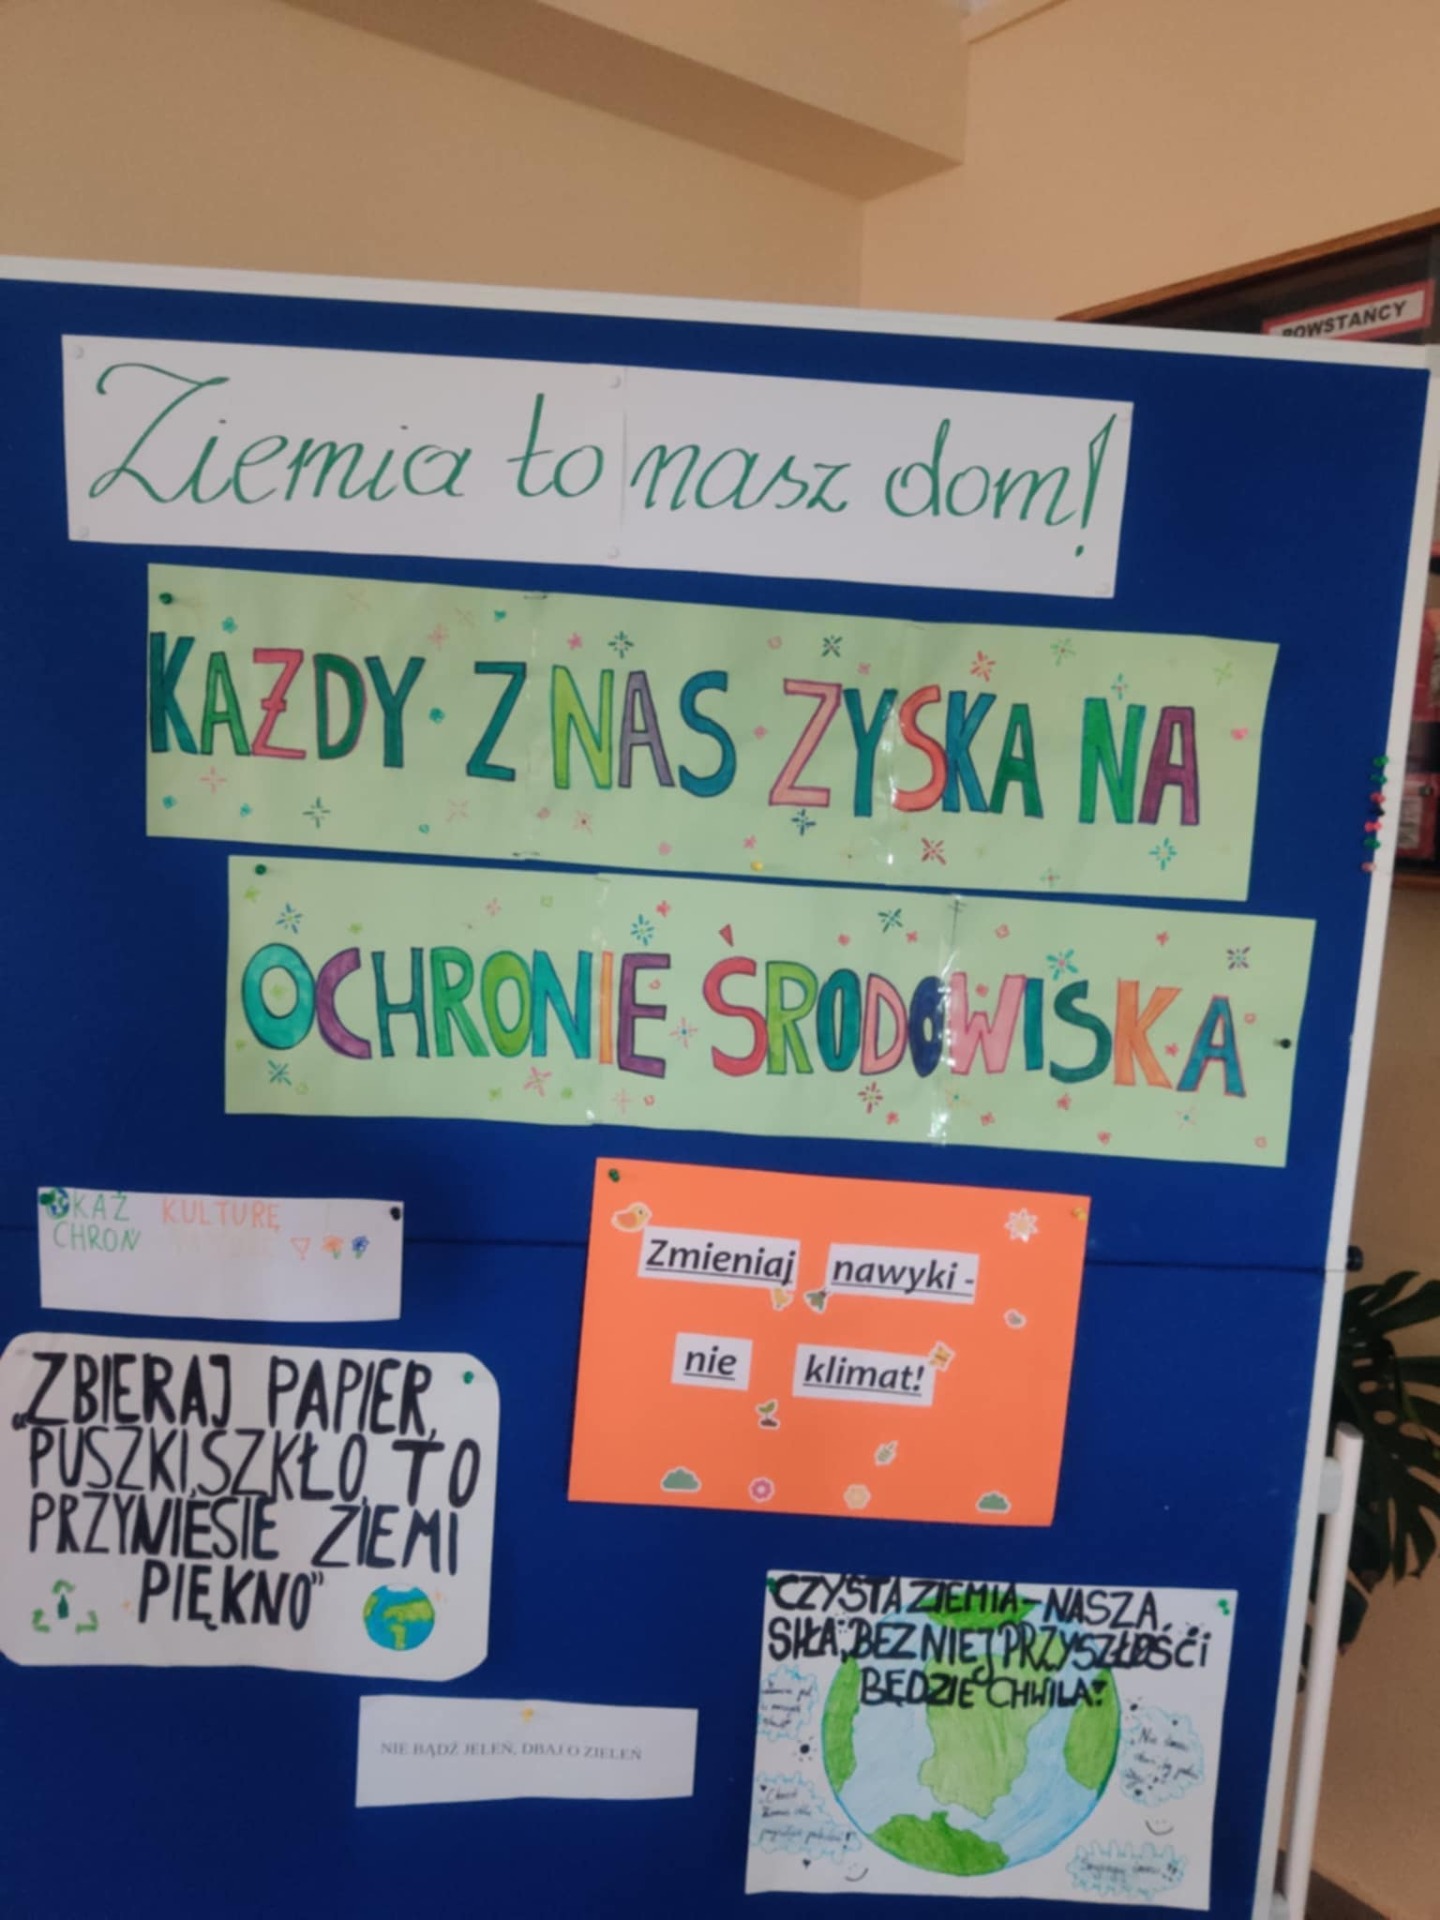 POWSTAŃCY
Ziemia to nasz dom!
KAŻDY Z NAS ZYSKA NA
OCHRONIE ŚRODOWISKA
OKAŻ KULTURĘ
CHROŃ
Zmieniaj nawyki -
nie klimat!
„ZBIERAJ PAPIER,
PUSZKI,SZKŁO TO
PRZYNIESIE ZIEMI
PIĘKNO"
CZYSTA ZIEMIA-NASZA
SIŁA, BEZ NIEJ PRZYSZŁOŚĆI
BĘDZIE CHWILA!
NIE BĄDŹ JELEŃ, DBAJ O ZIELEŃ